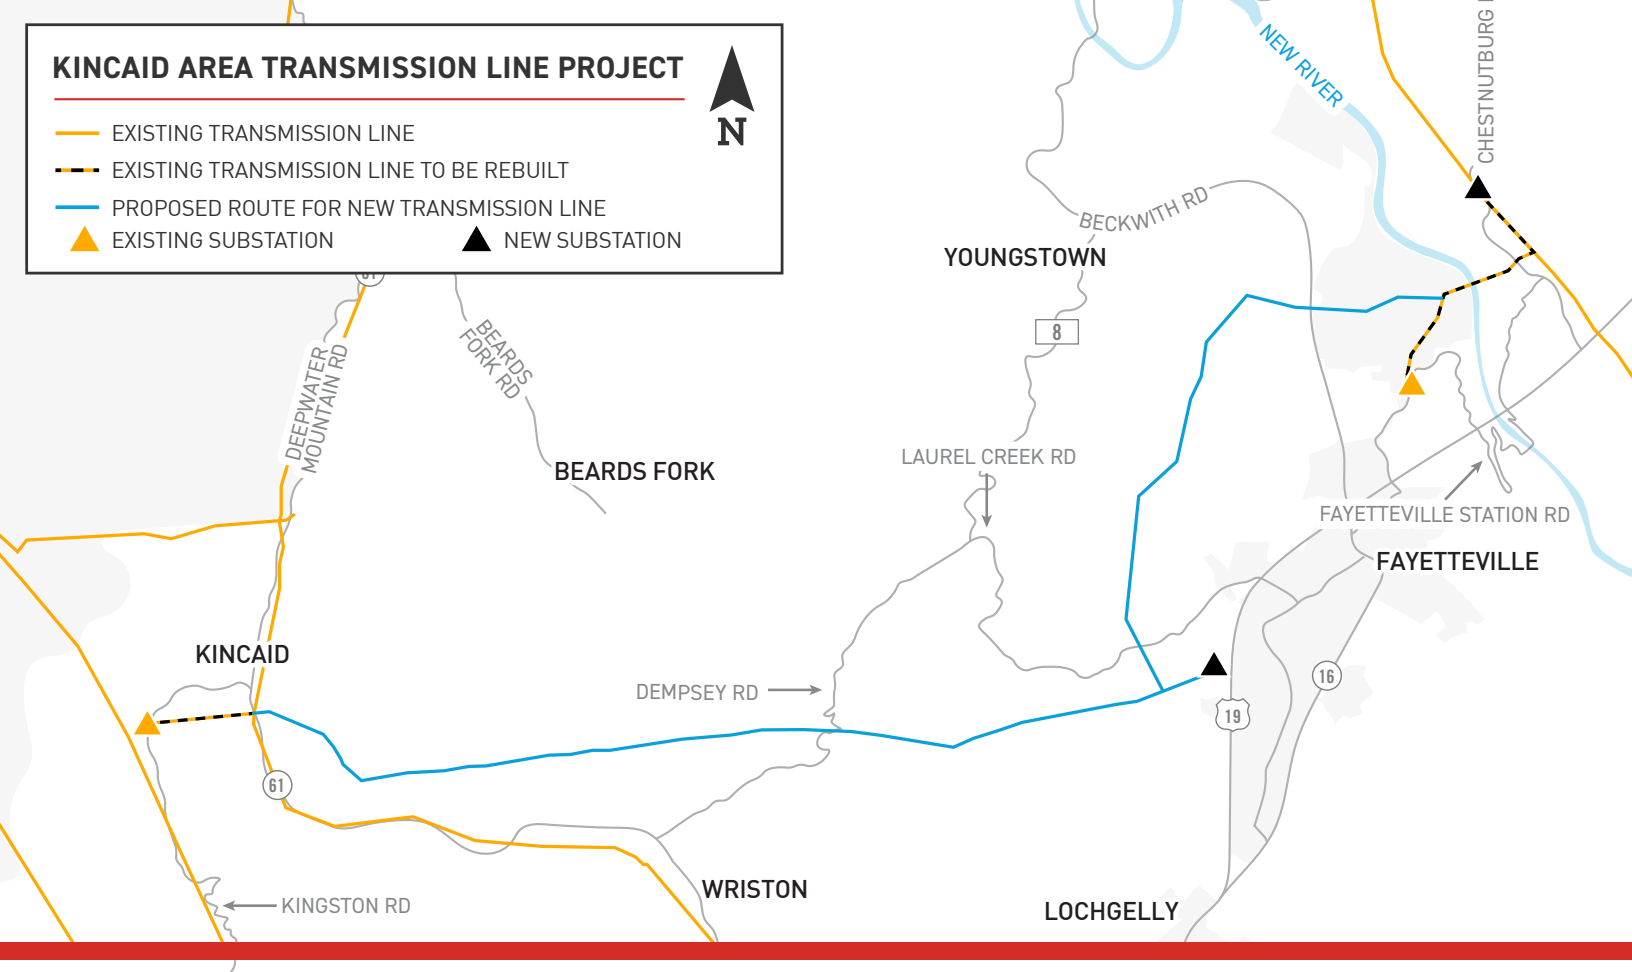 KINCAID AREA TRANSMISSION LINE PROJECT
N
EXISTING TRANSMISSION LINE
EXISTING TRANSMISSION LINE TO BE REBUILT
PROPOSED ROUTE FOR NEW TRANSMISSION LINE
EXISTING SUBSTATION
NEW SUBSTATION
NEW RIVER
CHESTNUTBURG
BECKWITH RD
YOUNGSTOWN
8
BEARDS
FORK RD
DEEPWATER
MOUNTAIN RD
LAUREL CREEK RD
BEARDS FORK
FAYETTEVILLE STATION RD
FAYETTEVILLE
KINCAID
DEMPSEY RD
16
19
61
WRISTON
KINGSTON RD
LOCHGELLY